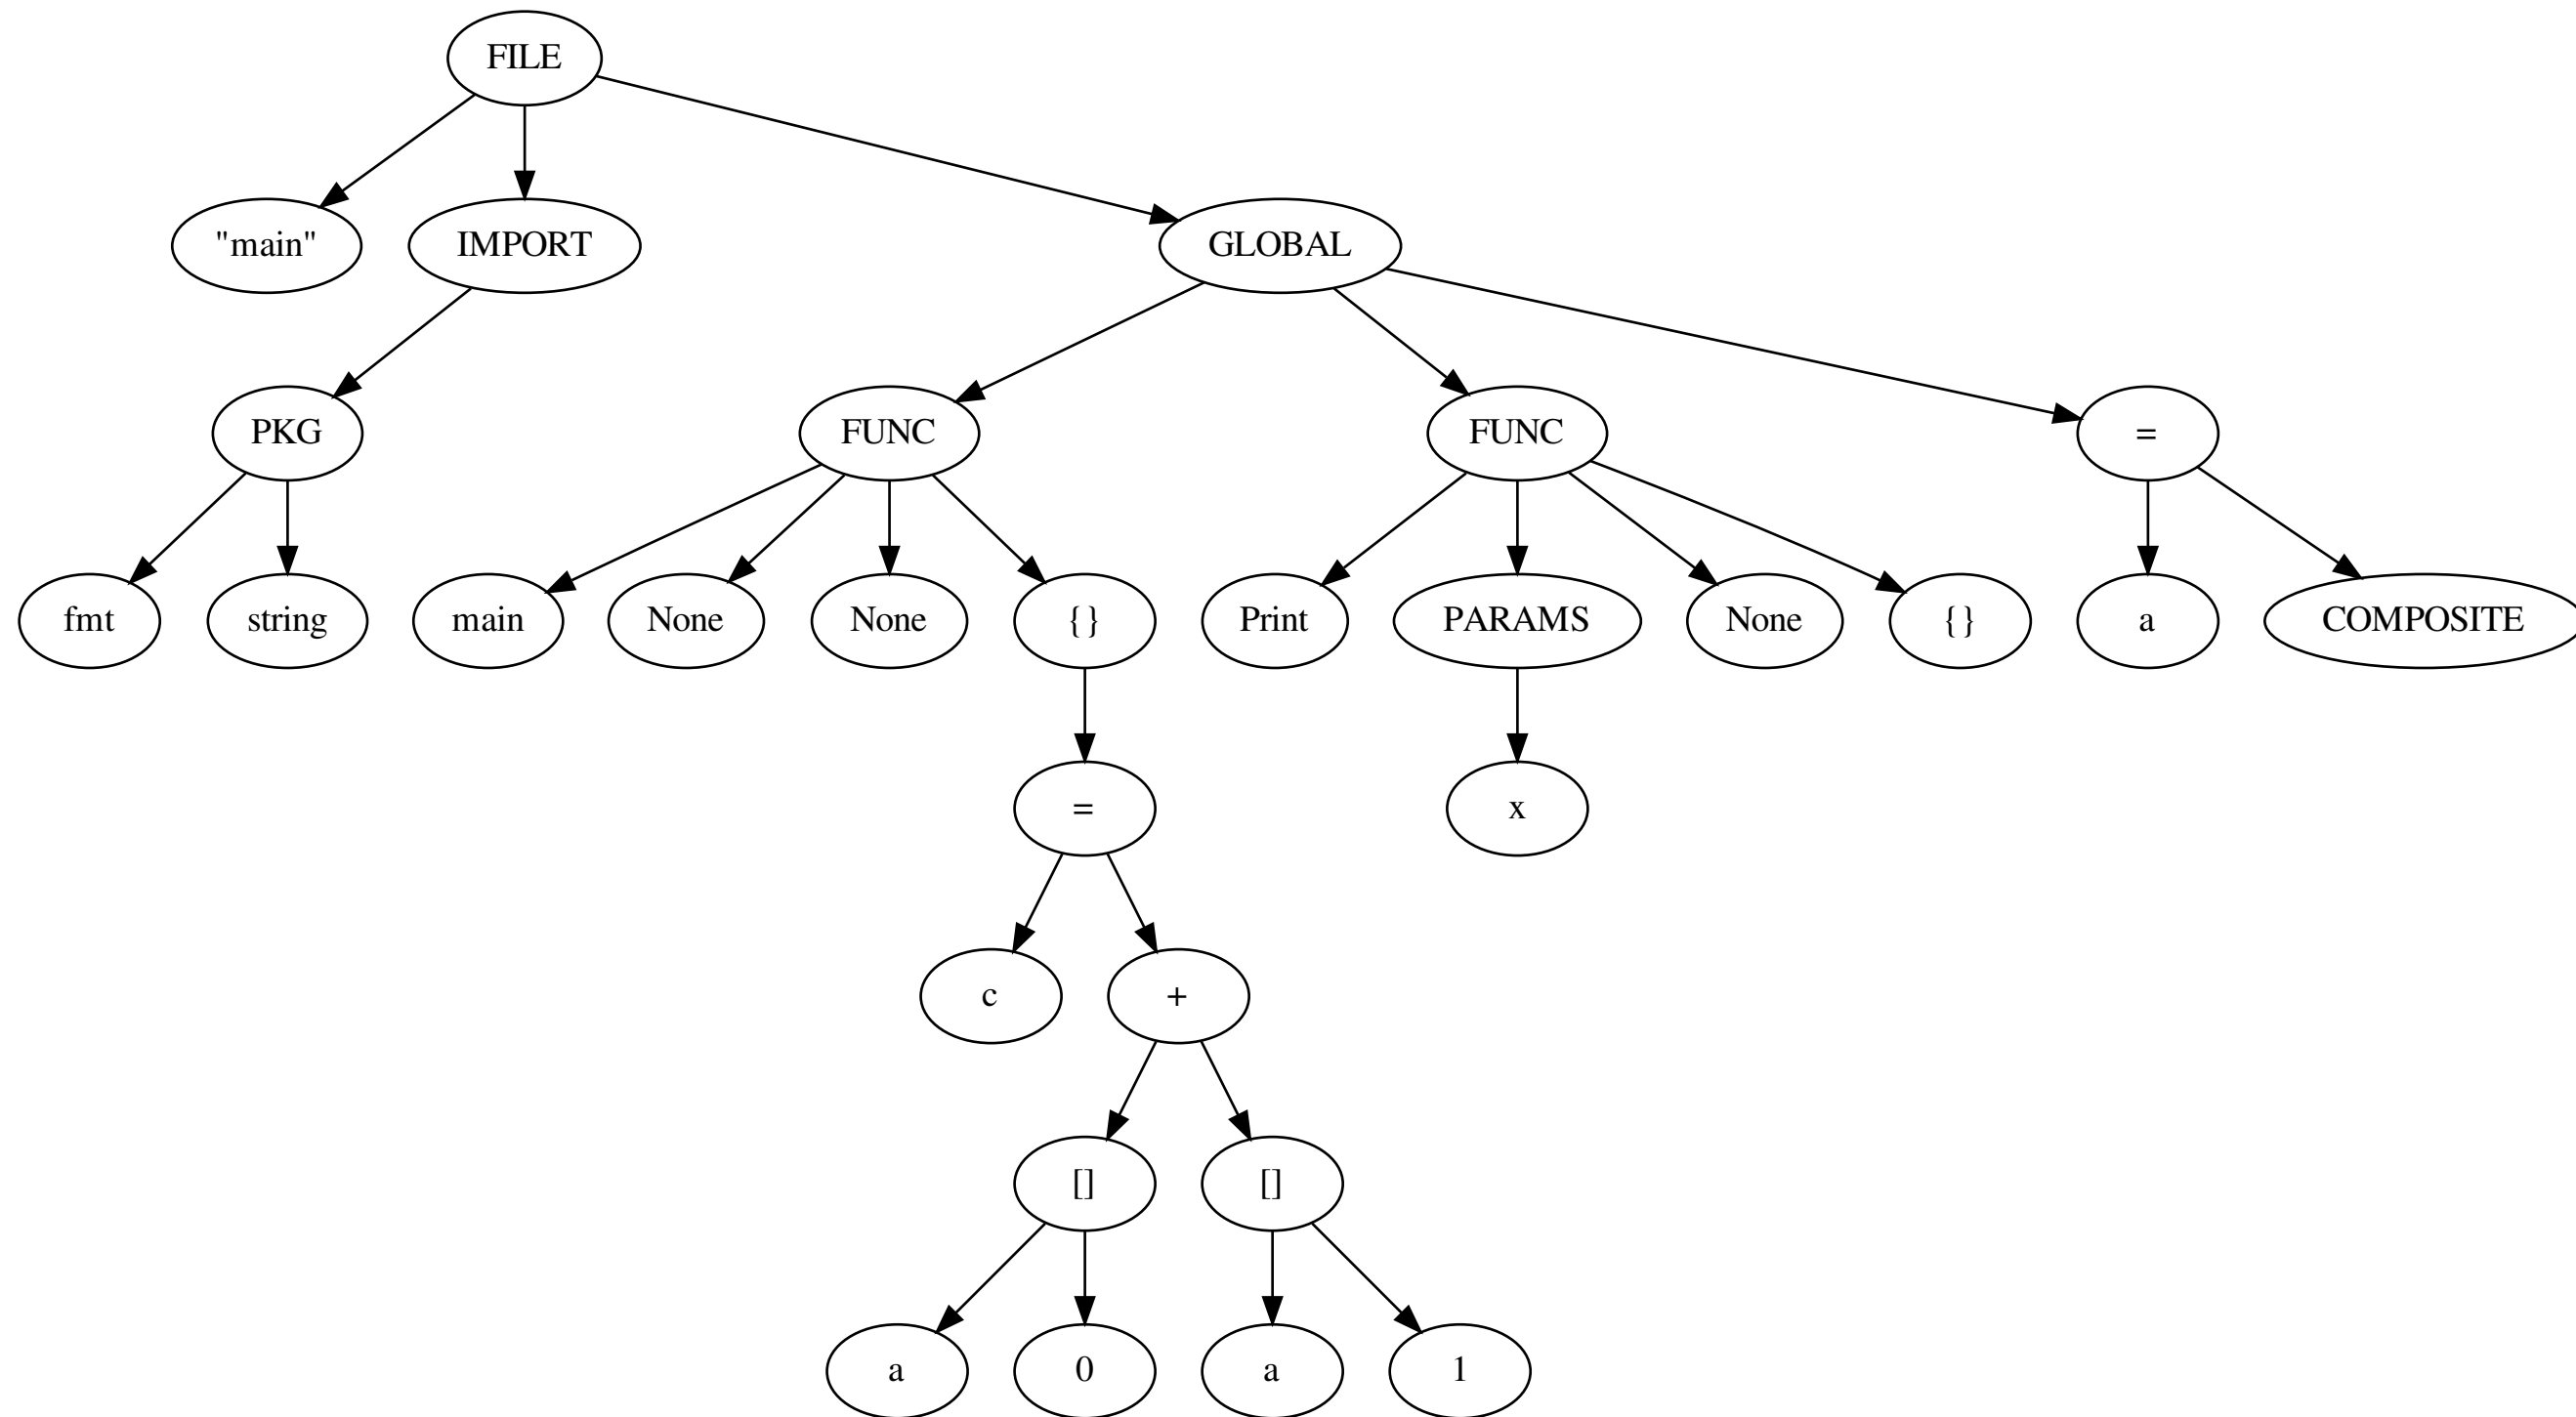 FILE
"main"
IMPORT
GLOBAL
PKG
FUNC
FUNC
=
fmt
string
main
None
None
{}
Print
PARAMS
None
{}
a
COMPOSITE
=
x
c
+
[]
[]
a
0
a
1